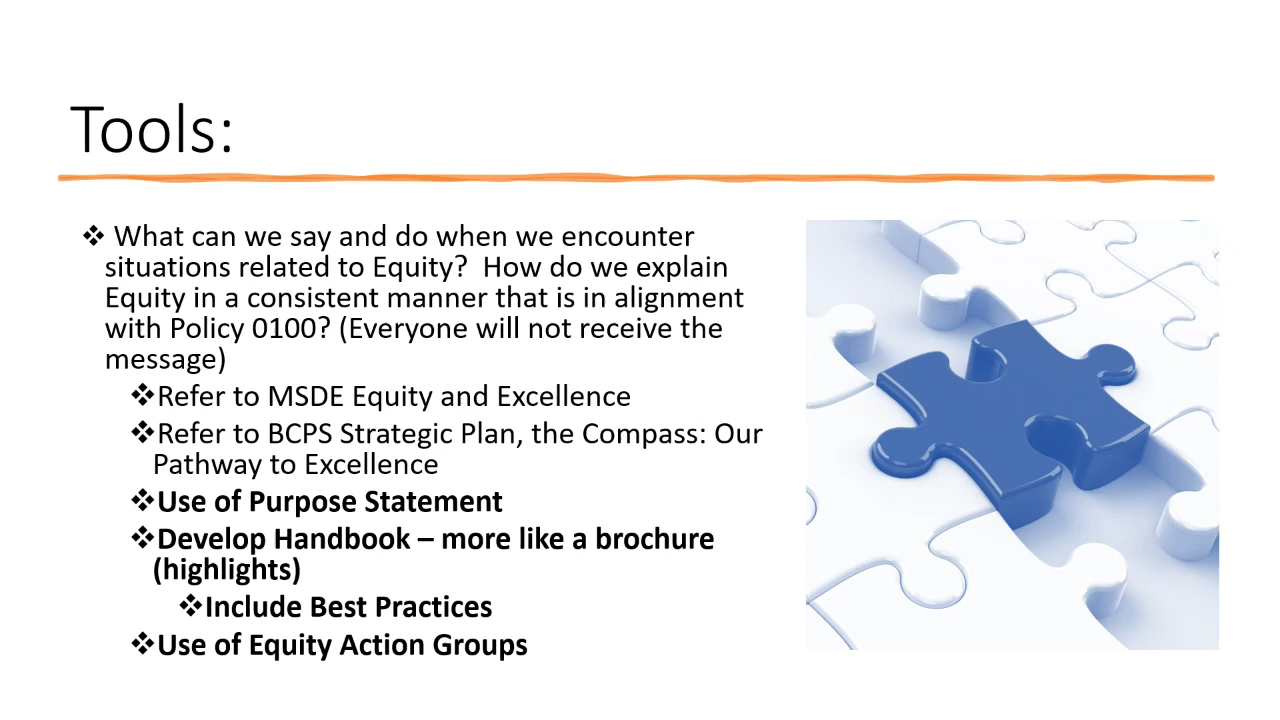 Tools:
❖ What can we say and do when we encounter
situations related to Equity?  How do we explain
Equity in a consistent manner that is in alignment
with Policy 0100? (Everyone will not receive the
message)
❖Refer to MSDE Equity and Excellence
❖Refer to BCPS Strategic Plan, the Compass: Our
Pathway to Excellence
❖Use of Purpose Statement
❖Develop Handbook – more like a brochure
(highlights)
❖Include Best Practices
❖Use of Equity Action Groups